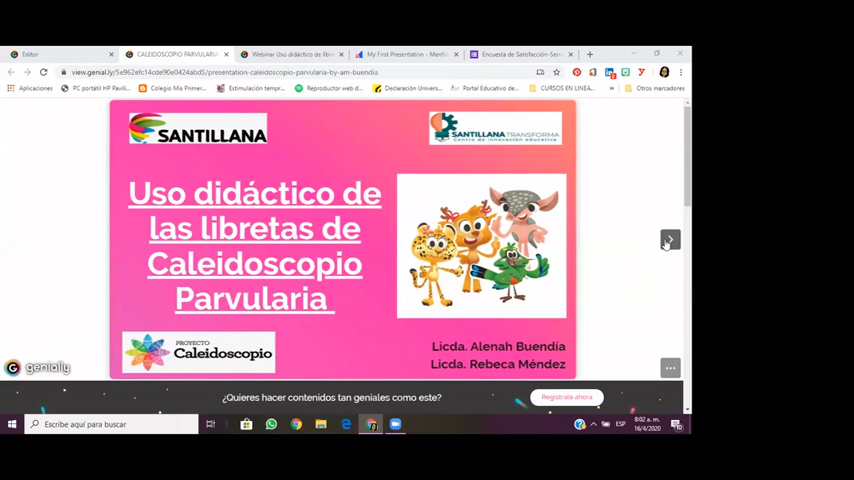 Editor
CALEIDOSCOPIO PARVULARIA
Webinar Uso didáctico de libr
My First Presentation - Menti
Encuesta de Satisfacción-Sem
view.genial.ly/5e962efc14cde90e0424abd5/presentation-caleidoscopio-parvularia-by-am-buendia
Aplicaciones
PC portátil HP Pavili...
Colegio Mis Primer...
Estimulación tempr...
Reproductor web d...
Declaración Univers...
Portal Educativo de...
CURSOS EN LINEA...
»
Otros marcadores
SANTILLANA
SANTILLANA TRANSFORMA
Centro de innovación educativa
Uso didáctico de
las libretas de
Caleidoscopio
Parvularia
PROYECTO
Caleidoscopio
Licda. Alenah Buendía
Licda. Rebeca Méndez
genially
¿Quieres hacer contenidos tan geniales como este?
Regístrate ahora
Escribe aquí para buscar
ESP
8:02 a. m.
16/4/2020